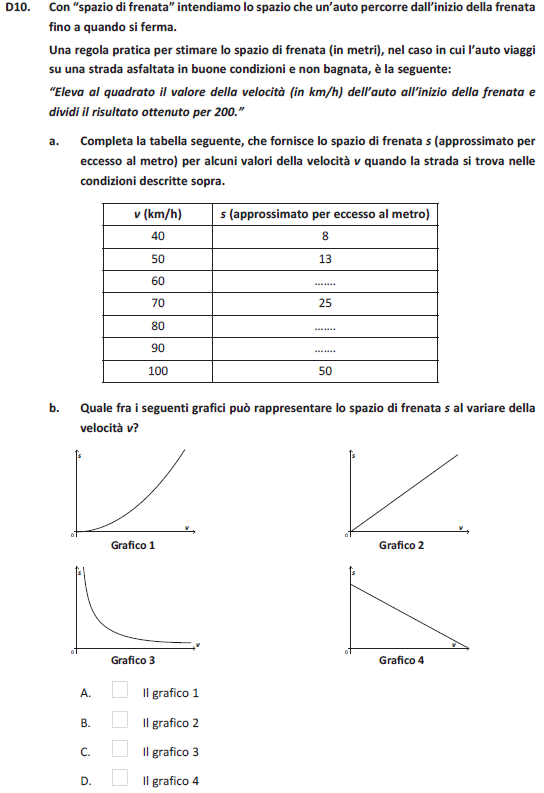 D10. Con “spazio di frenata” intendiamo lo spazio che un’auto percorre dall’inizio della frenata
fino a quando si ferma.
Una regola pratica per stimare lo spazio di frenata (in metri), nel caso in cui l’auto viaggi
su una strada asfaltata in buone condizioni e non bagnata, è la seguente:
“Eleva al quadrato il valore della velocità (in km/h) dell’auto all’inizio della frenata e
dividi il risultato ottenuto per 200.”
a. Completa la tabella seguente, che fornisce lo spazio di frenata s (approssimato per
eccesso al metro) per alcuni valori della velocità v quando la strada si trova nelle
condizioni descritte sopra.
v (km/h) s (approssimato per eccesso al metro)
40 8
50 13
60 .......
70 25
80 .......
90 .......
100 50
b. Quale fra i seguenti grafici può rappresentare lo spazio di frenata s al variare della
velocità v?
s s
v v
0 0
Grafico 1 Grafico 2
s s
v v
0 0
Grafico 3 Grafico 4
A. Il grafico 1
B. Il grafico 2
C. Il grafico 3
D. Il grafico 4